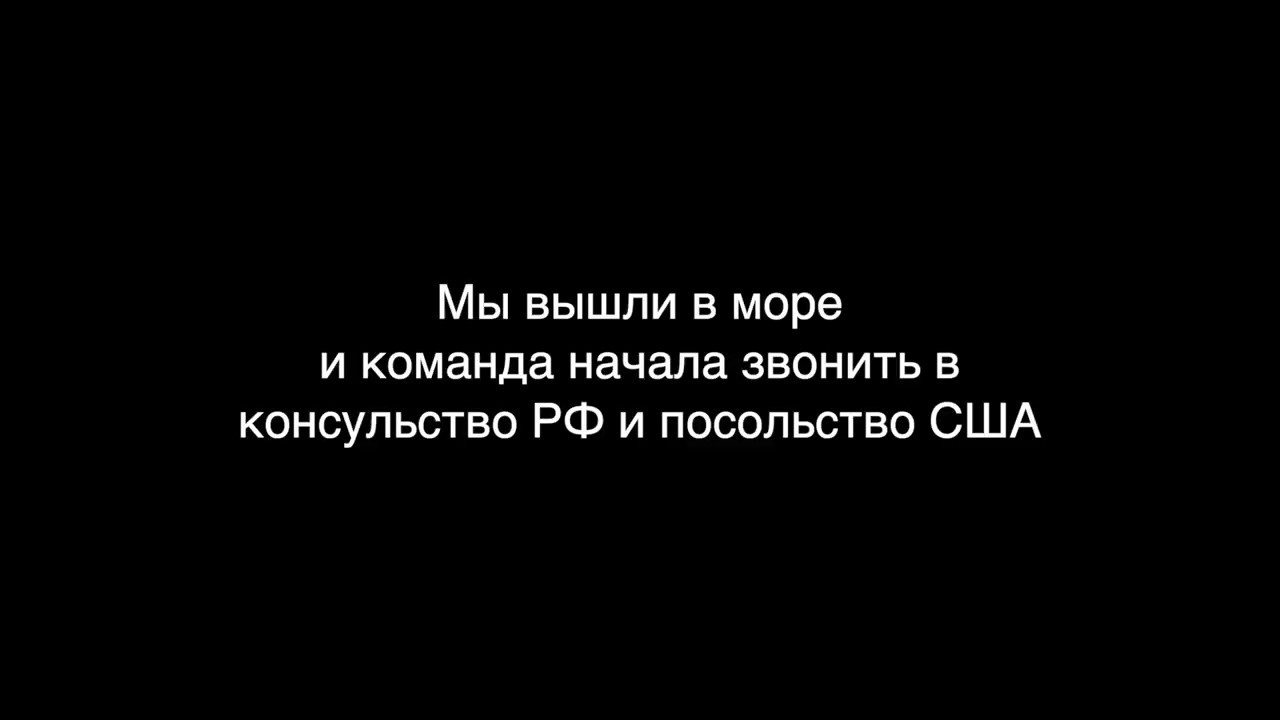 Мы вышли в море
и команда начала звонить в
консульство РФ и посольство США